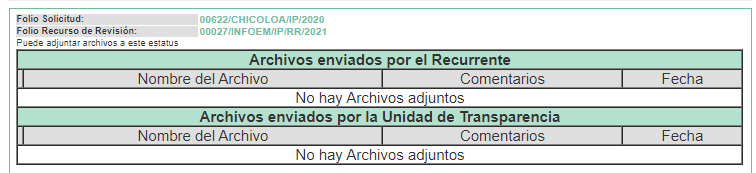 Folio Solicitud: 00622/CHICOLOA/IP/2020
Folio Recurso de Revisión: 00027/INFOEM/IP/RR/2021
Puede adjuntar archivos a este estatus
Archivos enviados por el Recurrente
Nombre del Archivo Comentarios Fecha
No hay Archivos adjuntos
Archivos enviados por la Unidad de Transparencia
Nombre del Archivo Comentarios Fecha
No hay Archivos adjuntos